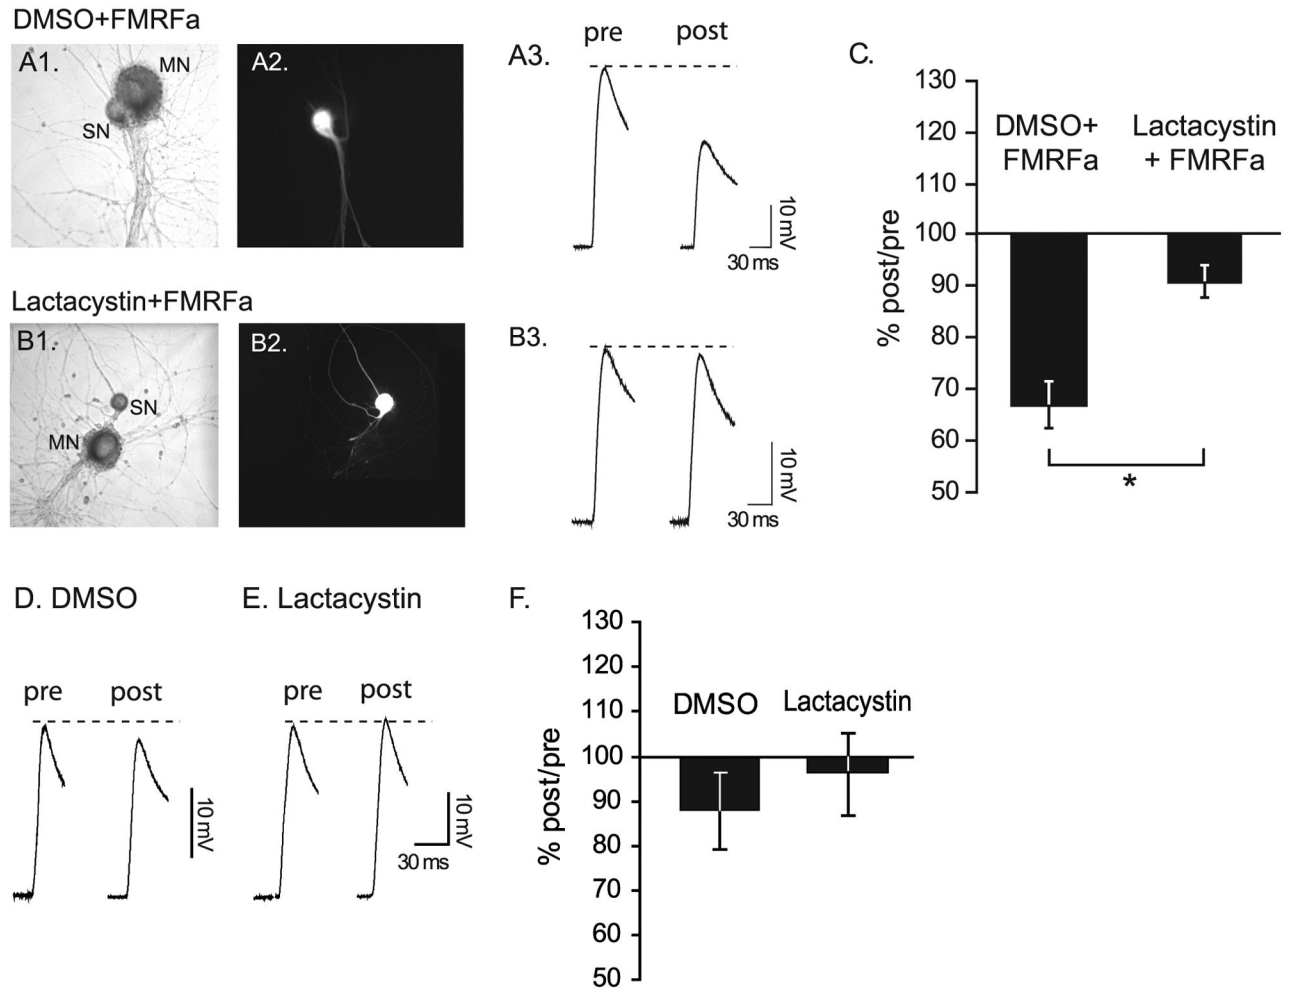 DMSO+FMRFa
A1.
MN
SN
A2.
A3.
pre
post
10 mV
30 ms
Lactacystin+FMRFa
B1.
SN
MN
B2.
B3.
10 mV
30 ms
C.
% post/pre
130
120
110
100
90
80
70
60
50
DMSO+
FMRFa
Lactacystin
+ FMRFa
*
D. DMSO
pre
post
10 mV
E. Lactacystin
pre
post
10 mV
30 ms
F.
% post/pre
130
120
110
100
90
80
70
60
50
DMSO
Lactacystin